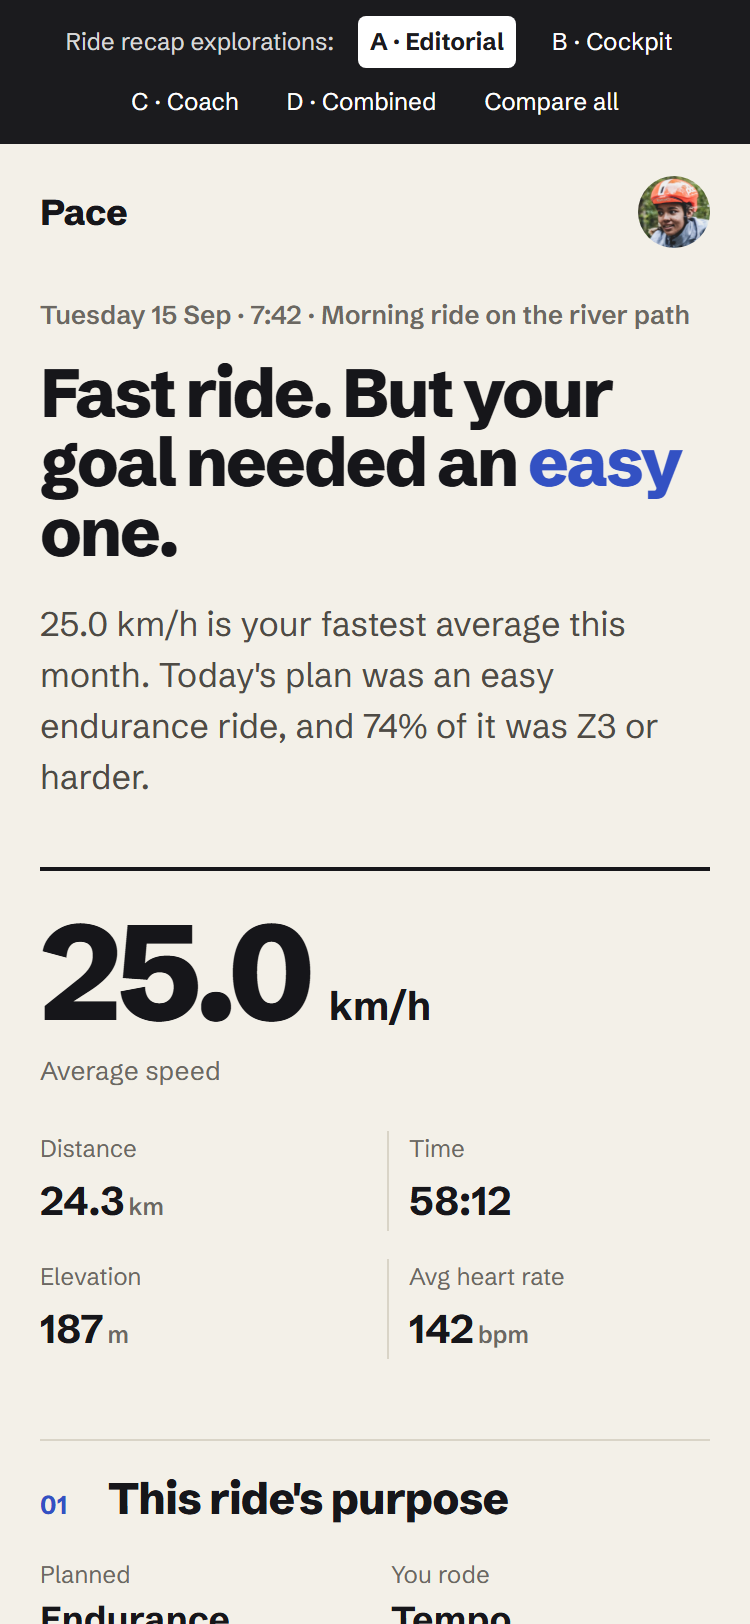 Ride recap explorations: A · Editorial B · Cockpit
C · Coach D · Combined Compare all
Pace
Tuesday 15 Sep · 7:42 · Morning ride on the river path
Fast ride. But your
goal needed an easy
one.
25.0 km/h is your fastest average this
month. Today's plan was an easy
endurance ride, and 74% of it was Z3 or
harder.
25.0 km/h
Average speed
Distance Time
24.3 km 58:12
Elevation Avg heart rate
187 m 142 bpm
01 This ride's purpose
Planned You rode
Endurance Tempo